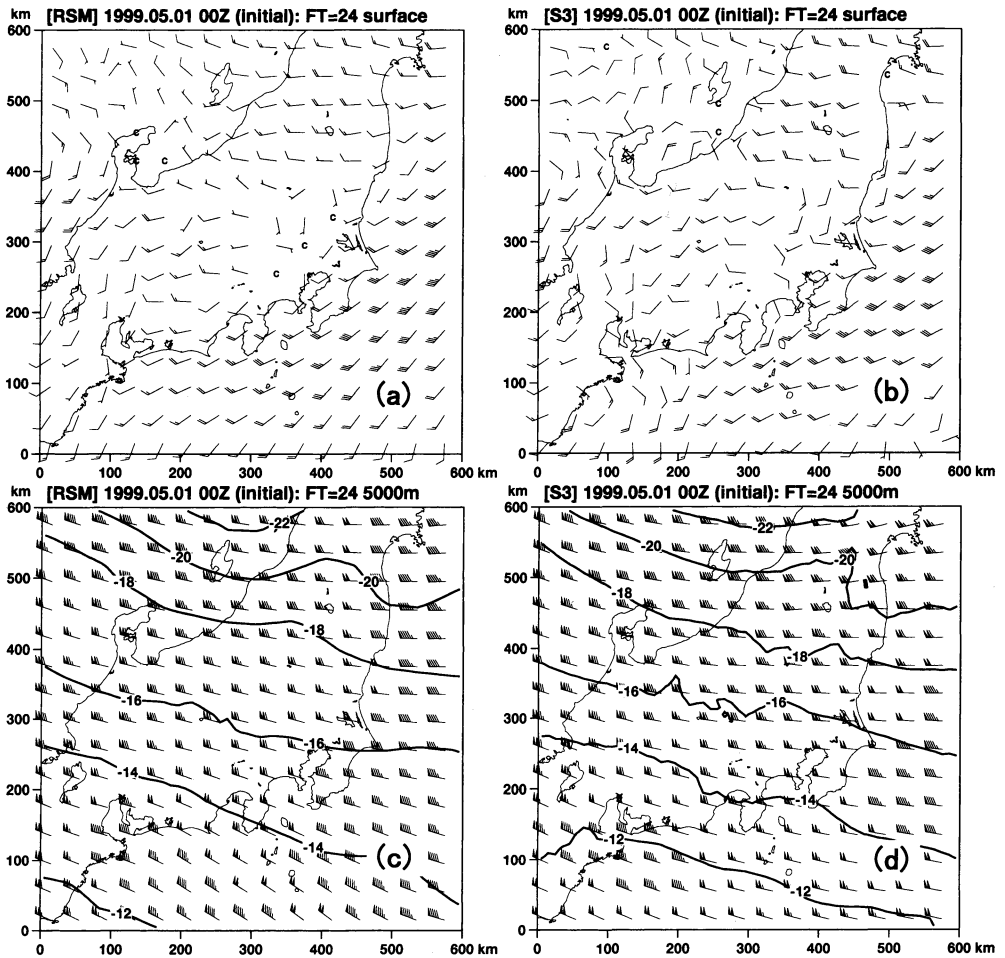 [RSM] 1999.05.01 00Z (initial): FT=24 surface
km
600
500
400
300
200
100
0
c
c
c
c
c
c
(a)
0 100 200 300 400 500 600 km
[S3] 1999.05.01 00Z (initial): FT=24 surface
km
600
500
400
300
200
100
0
c
c
c
c
(b)
0 100 200 300 400 500 600 km
[RSM] 1999.05.01 00Z (initial): FT=24 5000m
km
600
500
400
300
200
100
0
-22
-20
-20
-18
-18
-16
-16
-14
-14
-12
(c)
0 100 200 300 400 500 600 km
[S3] 1999.05.01 00Z (initial): FT=24 5000m
km
600
500
400
300
200
100
0
-22
-20
-20
-18
-18
-16
-16
-14
-14
-12
-12
(d)
0 100 200 300 400 500 600 km